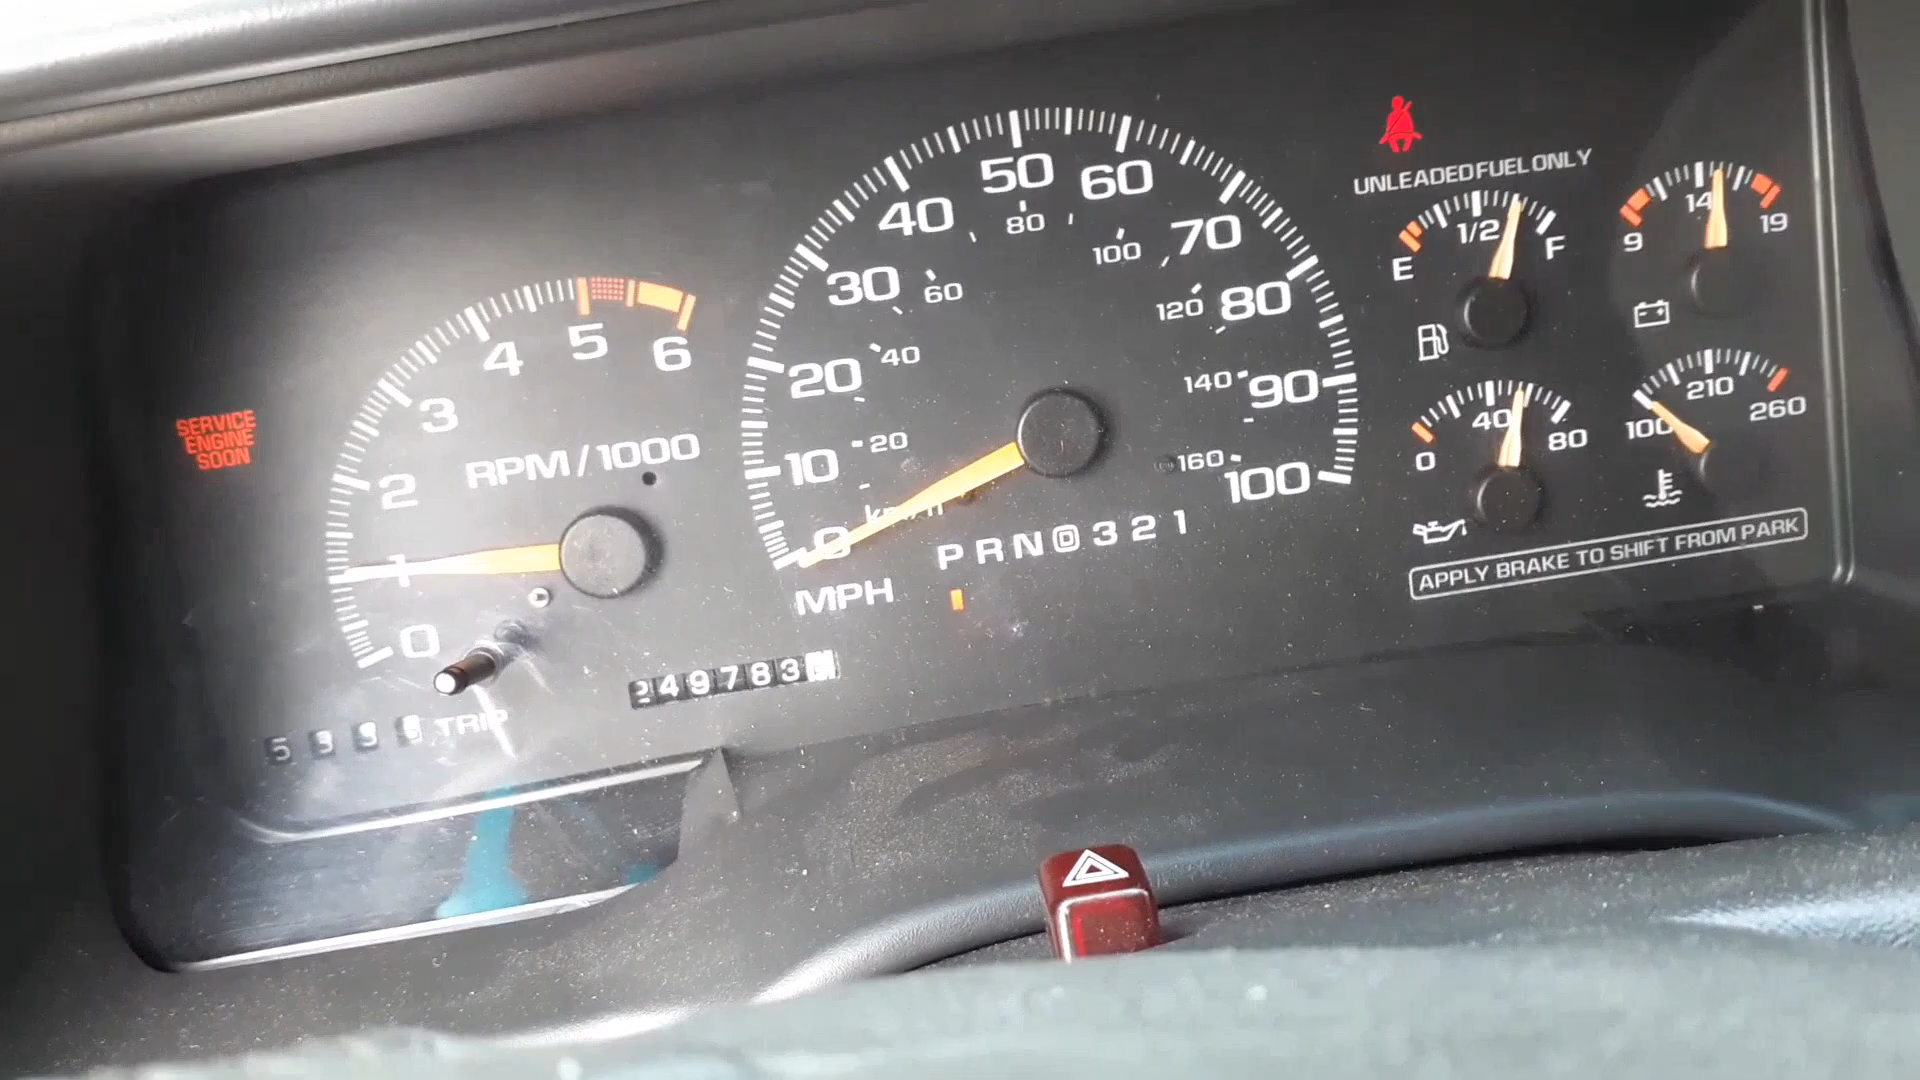 SERVICE
ENGINE
SOON
0
1
2
3
4
5
6
RPM/1000
C
TRIP
0
10
20
30
40
50
60
70
80
90
100
20
40
60
80
100
120
140
160
km/h
MPH
P R N D 3 2 1
249783
UNLEADED FUEL ONLY
E 1/2 F
9 14 19
0 40 80
100 210 260
APPLY BRAKE TO SHIFT FROM PARK